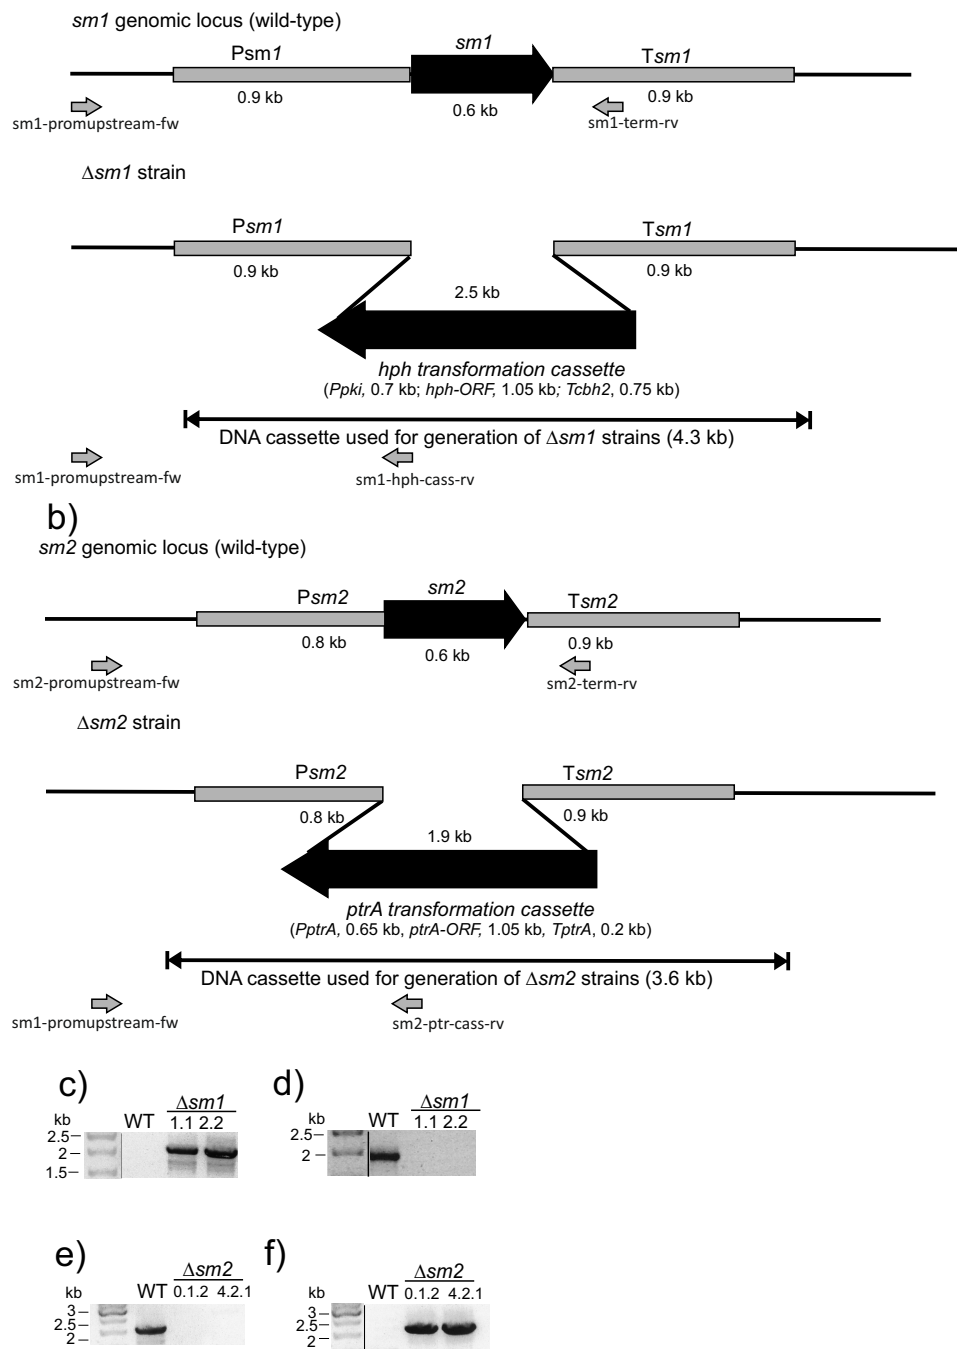 sm1 genomic locus (wild-type)
Psm1
sm1
Tsm1
0.9 kb
0.6 kb
0.9 kb
sm1-promupstream-fw
sm1-term-rv
Δsm1 strain
Psm1
Tsm1
0.9 kb
0.9 kb
2.5 kb
hph transformation cassette
(Ppki, 0.7 kb; hph-ORF, 1.05 kb; Tcbh2, 0.75 kb)
DNA cassette used for generation of Δsm1 strains (4.3 kb)
sm1-promupstream-fw
sm1-hph-cass-rv
b)
sm2 genomic locus (wild-type)
Psm2
sm2
Tsm2
0.8 kb
0.6 kb
0.9 kb
sm2-promupstream-fw
sm2-term-rv
Δsm2 strain
Psm2
Tsm2
0.8 kb
0.9 kb
1.9 kb
ptrA transformation cassette
(PptrA, 0.65 kb, ptrA-ORF, 1.05 kb, TptrA, 0.2 kb)
DNA cassette used for generation of Δsm2 strains (3.6 kb)
sm1-promupstream-fw
sm2-ptr-cass-rv
c)
kb
WT
Δsm1
1.1 2.2
2.5
2
1.5
d)
kb
WT
Δsm1
1.1 2.2
2.5
2
e)
kb
WT
Δsm2
0.1.2 4.2.1
3
2.5
2
f)
kb
WT
Δsm2
0.1.2 4.2.1
3
2.5
2